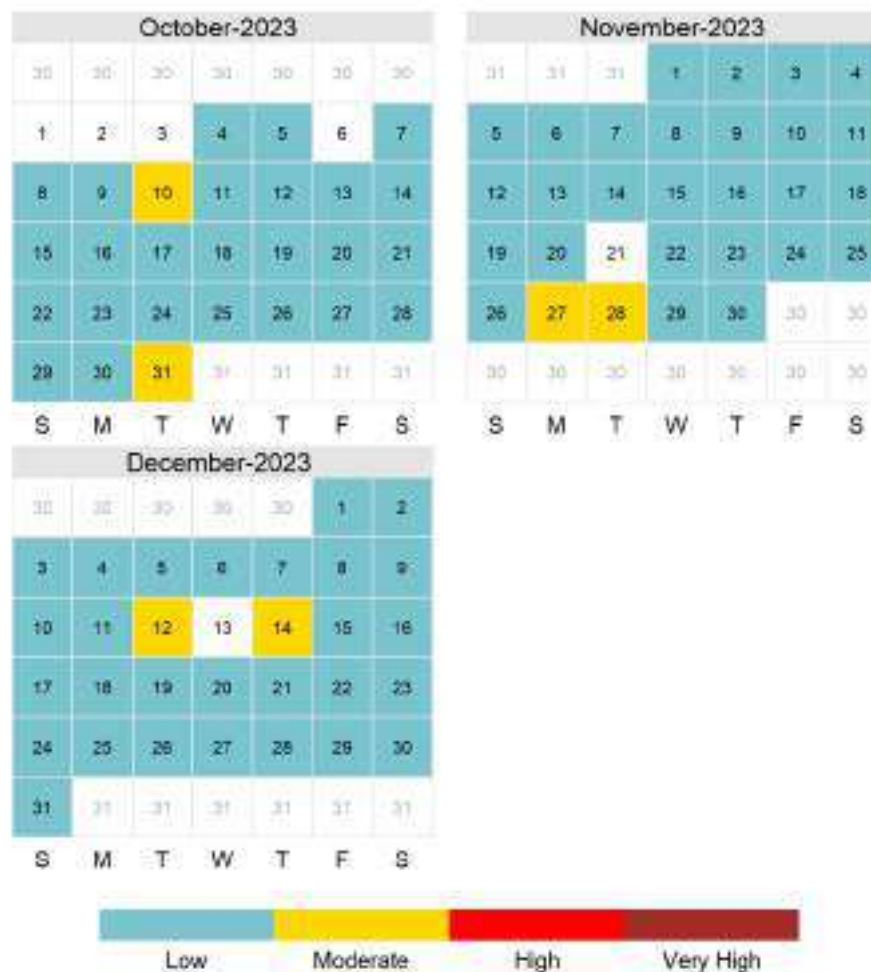 October-2023
30 30 30 30 30 30 30
1 2 3 4 5 6 7
8 9 10 11 12 13 14
15 16 17 18 19 20 21
22 23 24 25 26 27 28
29 30 31 31 31 31 31
S M T W T F S
November-2023
31 31 31 1 2 3 4
5 6 7 8 9 10 11
12 13 14 15 16 17 18
19 20 21 22 23 24 25
26 27 28 29 30 30 30
30 30 30 30 30 30 30
S M T W T F S
December-2023
30 30 30 30 30 1 2
3 4 5 6 7 8 9
10 11 12 13 14 15 16
17 18 19 20 21 22 23
24 25 26 27 28 29 30
31 31 31 31 31 31 31
S M T W T F S
Low Moderate High Very High